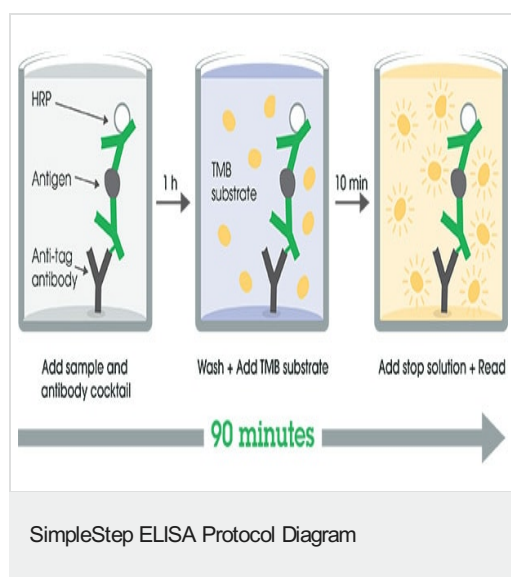 HRP
Antigen
Anti-tag
antibody
1 h
TMB
substrate
10 min
Add sample and
antibody cocktail
Wash + Add TMB substrate
Add stop solution + Read
90 minutes
SimpleStep ELISA Protocol Diagram